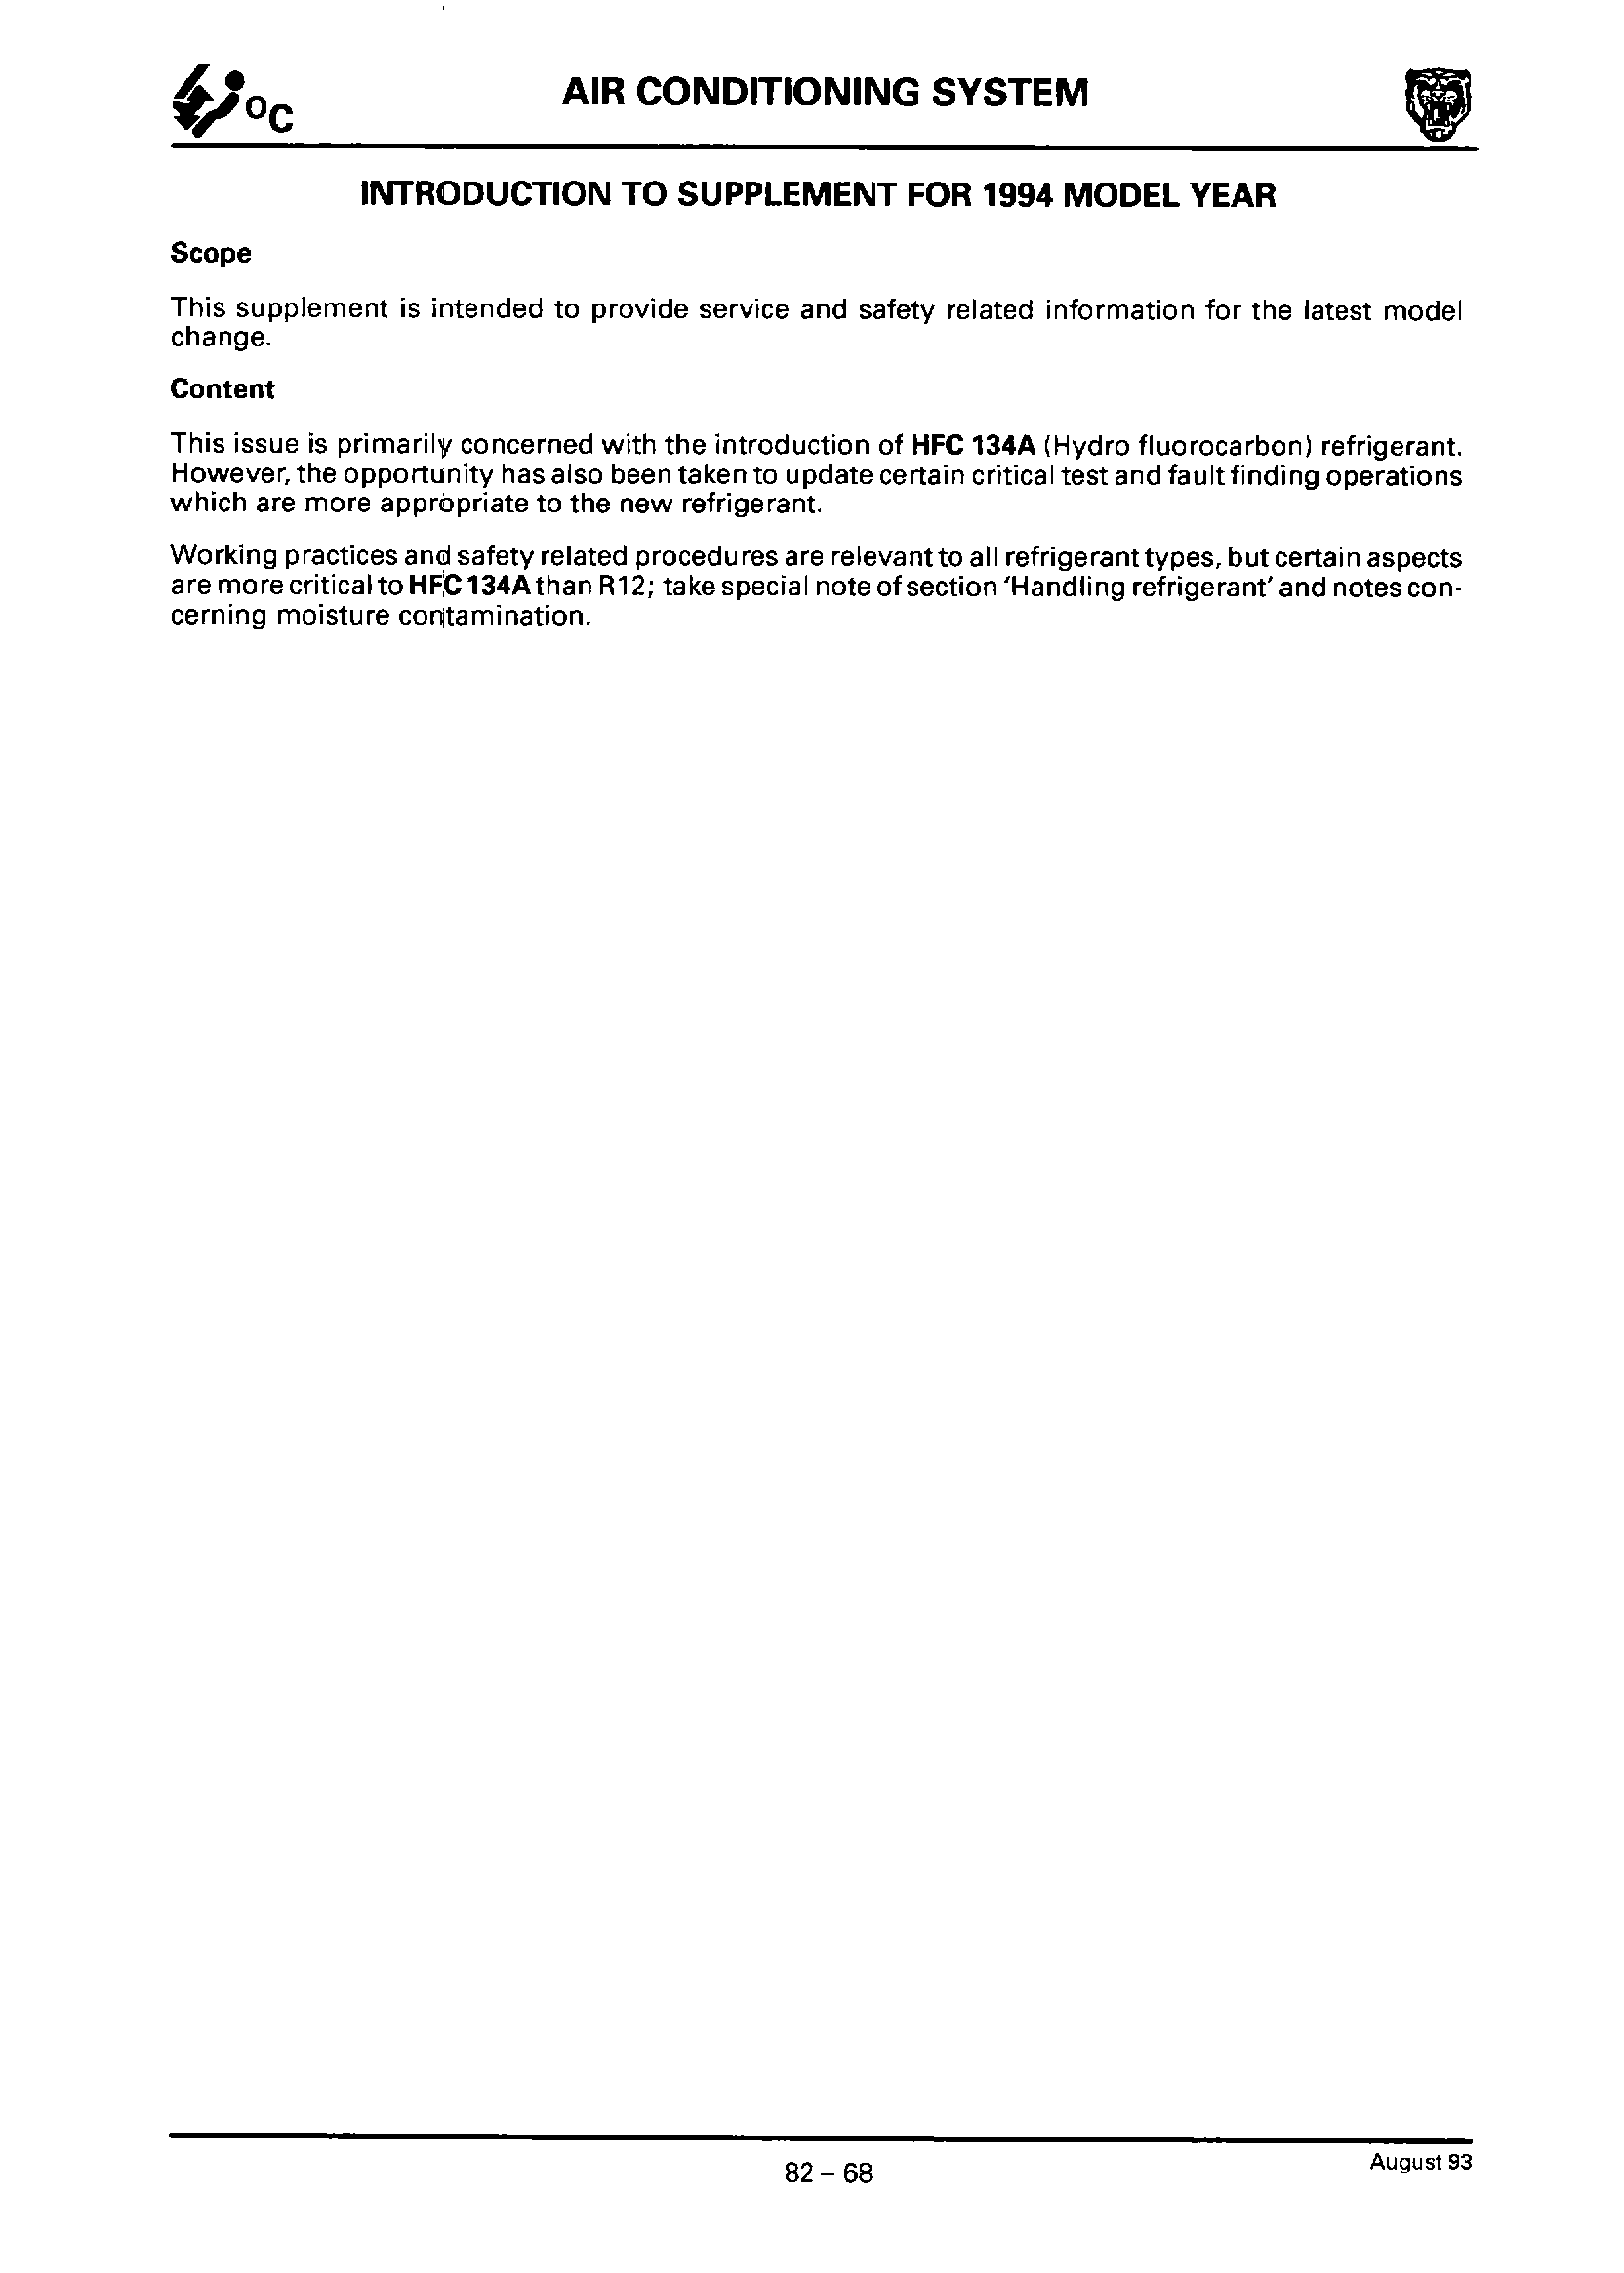 °C
AIR CONDITIONING SYSTEM
INTRODUCTION TO SUPPLEMENT FOR 1994 MODEL YEAR
Scope
This supplement is intended to provide service and safety related information for the latest model
change.
Content
This issue is primarily concerned with the introduction of HFC 134A (Hydro fluorocarbon) refrigerant.
However, the opportunity has also been taken to update certain critical test and fault finding operations
which are more appropriate to the new refrigerant.
Working practices and safety related procedures are relevant to all refrigerant types, but certain aspects
are more critical to HFC 134A than R12; take special note of section 'Handling refrigerant' and notes con-
cerning moisture contamination.
82 – 68
August 93